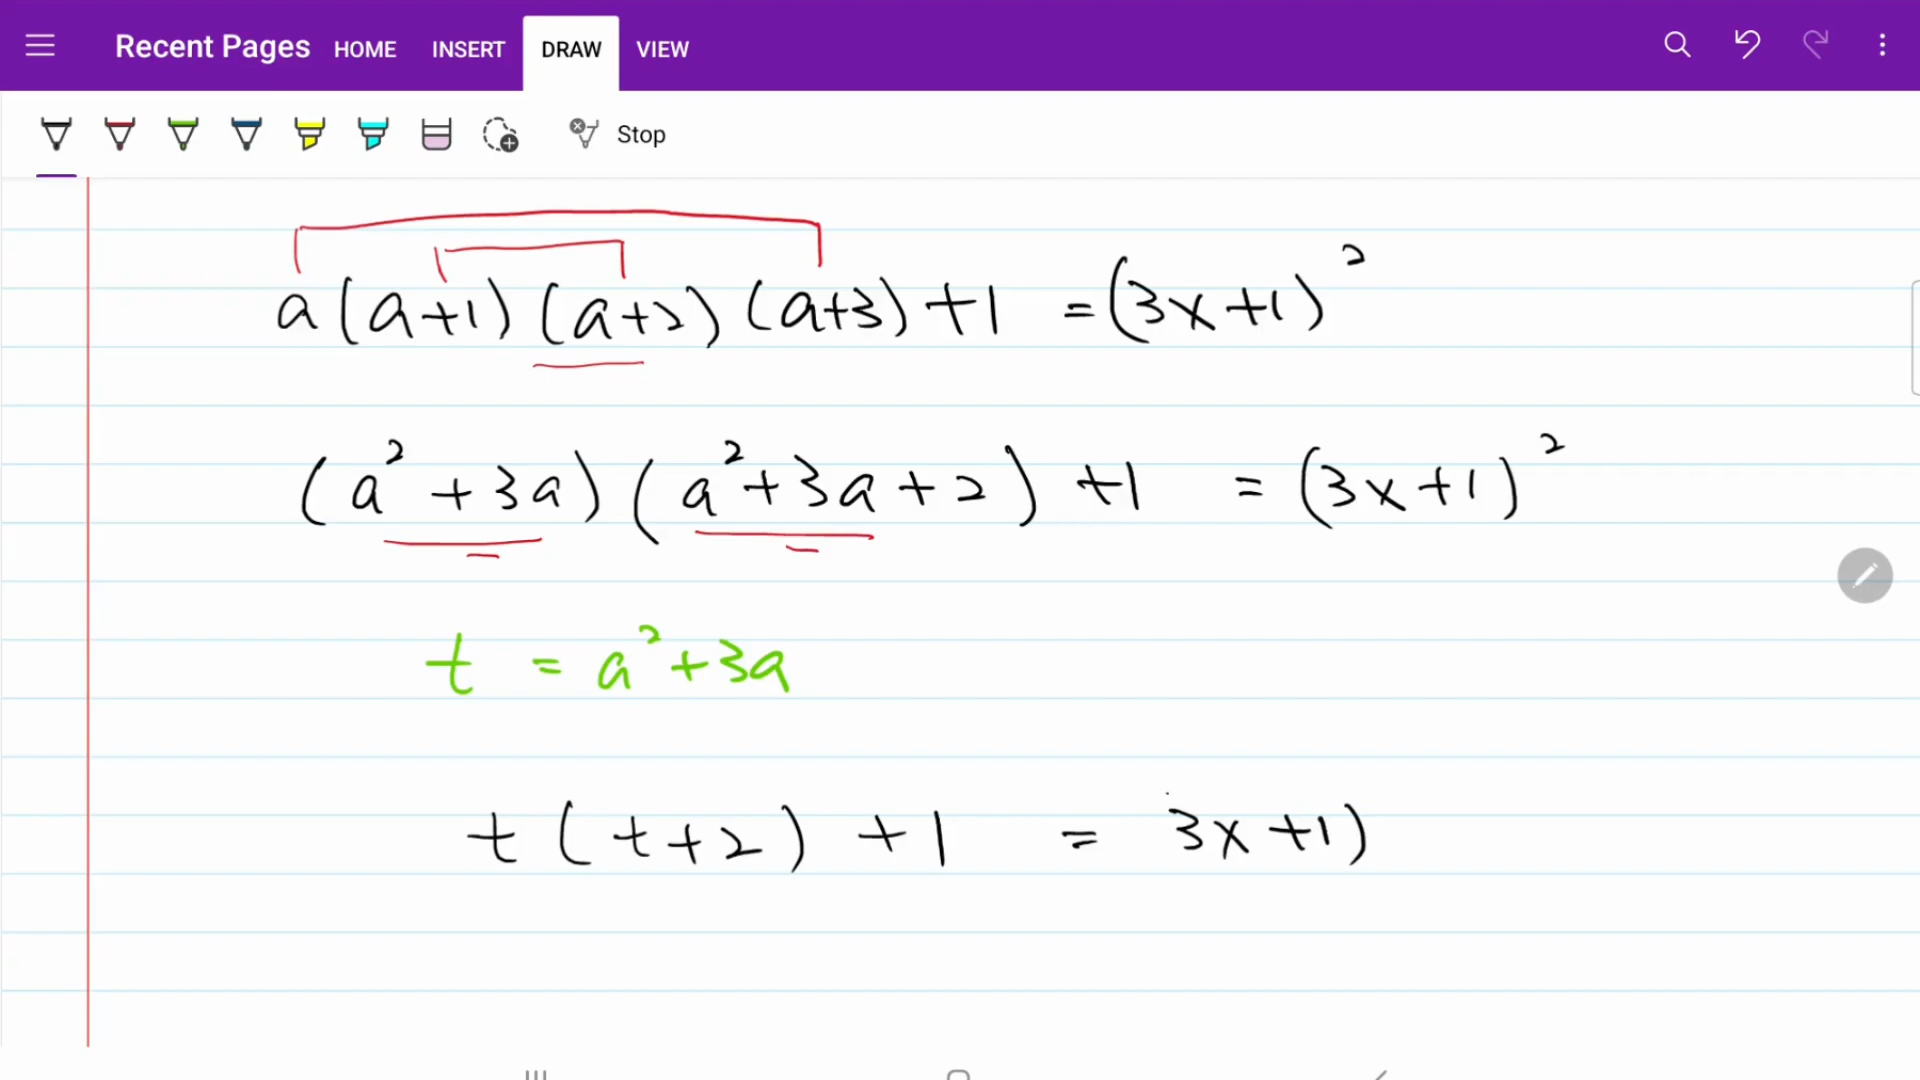 Recent Pages HOME INSERT DRAW VIEW
Stop
a(a+1)(a+2)(a+3)+1 =(3x+1)²
(a²+3a)(a²+3a+2)+1 = (3x+1)²
t = a²+3a
t(t+2)+1 = 3x+1)